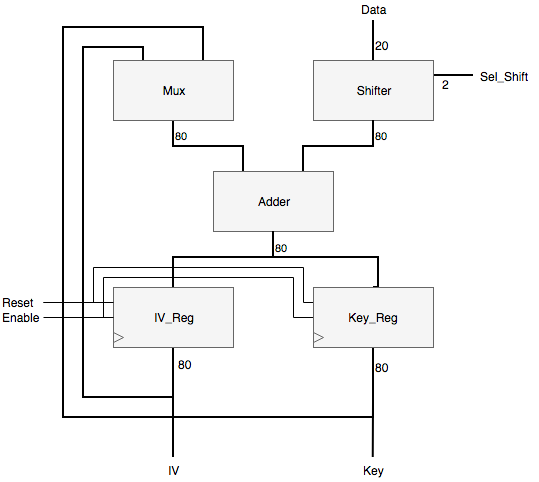 Data
20
Mux
Shifter
Sel_Shift
2
80
80
Adder
80
Reset
Enable
IV_Reg
Key_Reg
80
80
IV
Key